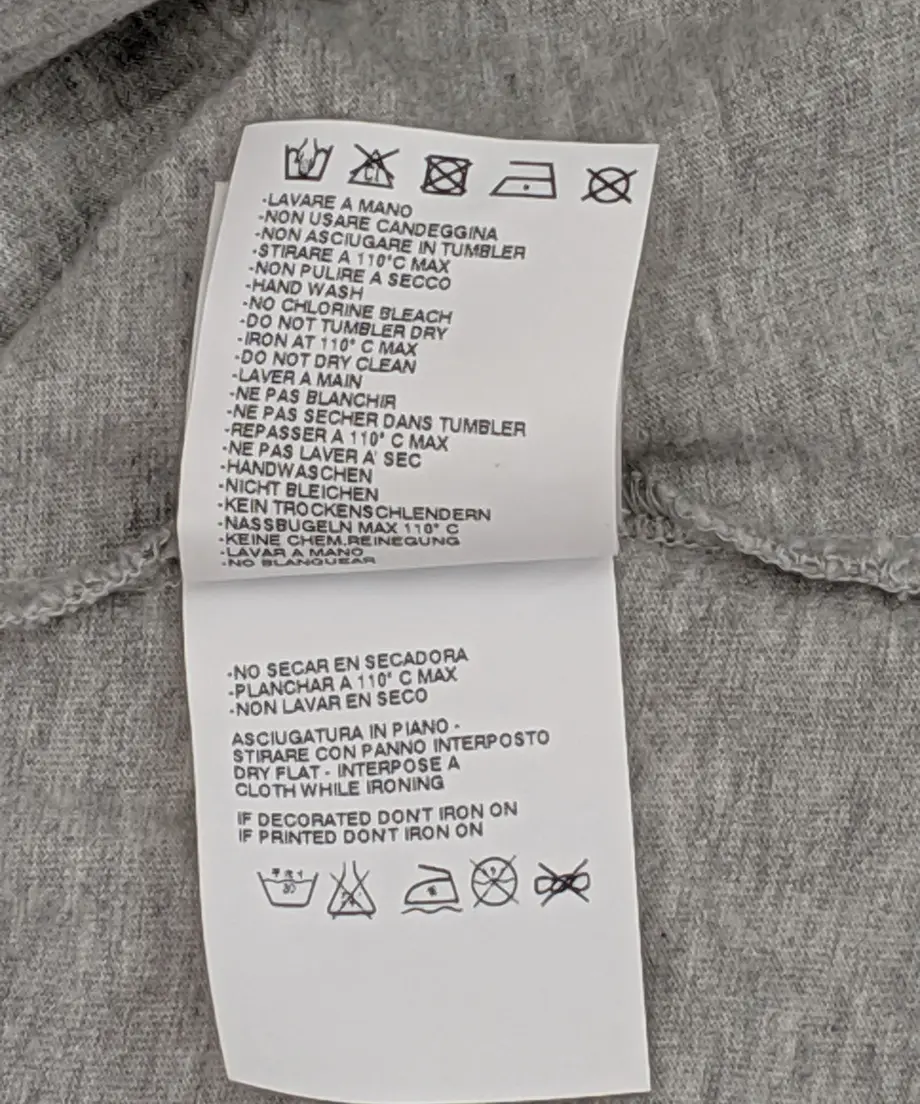 -LAVARE A MANO
-NON USARE CANDEGGINA
-NON ASCIUGARE IN TUMBLER
-STIRARE A 110°C MAX
-NON PULIRE A SECCO
-HAND WASH
-NO CHLORINE BLEACH
-DO NOT TUMBLER DRY
-IRON AT 110° C MAX
-DO NOT DRY CLEAN
-LAVER A MAIN
-NE PAS BLANCHIR
-NE PAS SECHER DANS TUMBLER
-REPASSER A 110° C MAX
-NE PAS LAVER A' SEC
-HANDWASCHEN
-NICHT BLEICHEN
-KEIN TROCKENSCHLENDERN
-NASSBUGELN MAX 110° C
-KEINE CHEM.REINEGUNG
-LAVAR A MANO
-NO BLANQUEAR
-NO SECAR EN SECADORA
-PLANCHAR A 110° C MAX
-NON LAVAR EN SECO
ASCIUGATURA IN PIANO -
STIRARE CON PANNO INTERPOSTO
DRY FLAT - INTERPOSE A
CLOTH WHILE IRONING
IF DECORATED DONT IRON ON
IF PRINTED DONT IRON ON